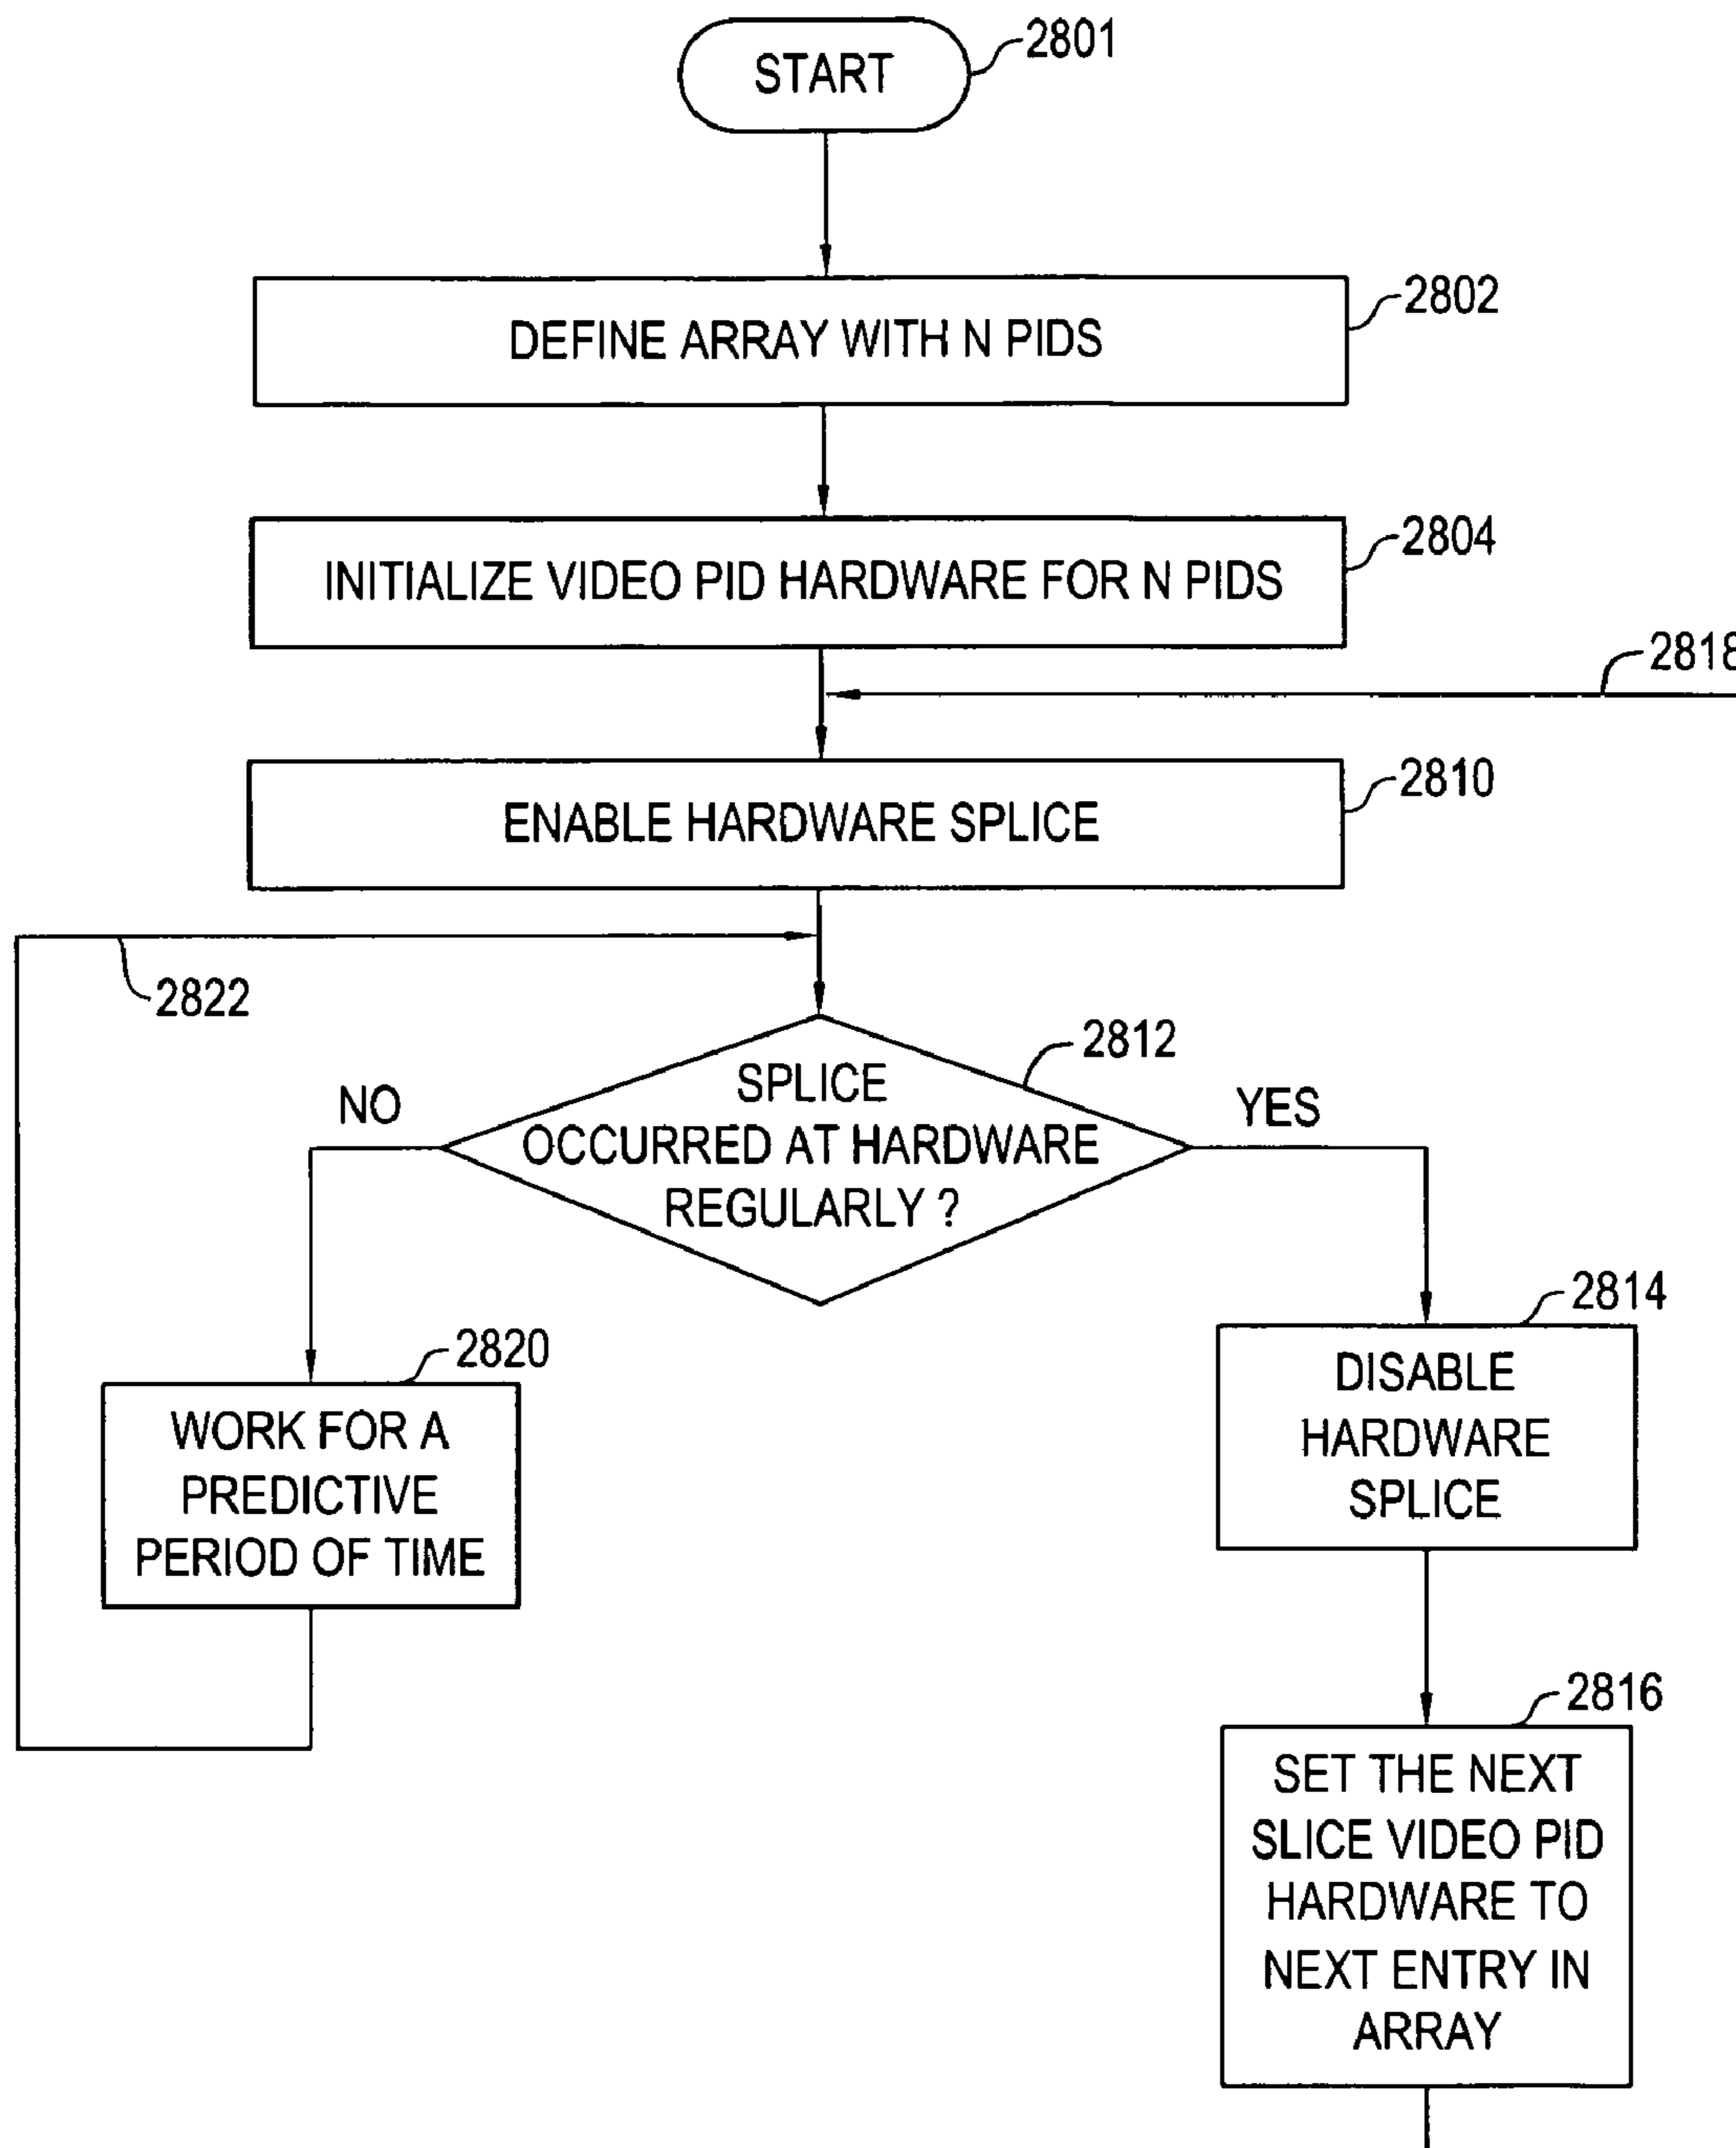 START
2801
DEFINE ARRAY WITH N PIDS
2802
INITIALIZE VIDEO PID HARDWARE FOR N PIDS
2804
2818
ENABLE HARDWARE SPLICE
2810
2822
2812
SPLICE
OCCURRED AT HARDWARE
REGULARLY ?
NO
YES
2820
WORK FOR A
PREDICTIVE
PERIOD OF TIME
2814
DISABLE
HARDWARE
SPLICE
2816
SET THE NEXT
SLICE VIDEO PID
HARDWARE TO
NEXT ENTRY IN
ARRAY